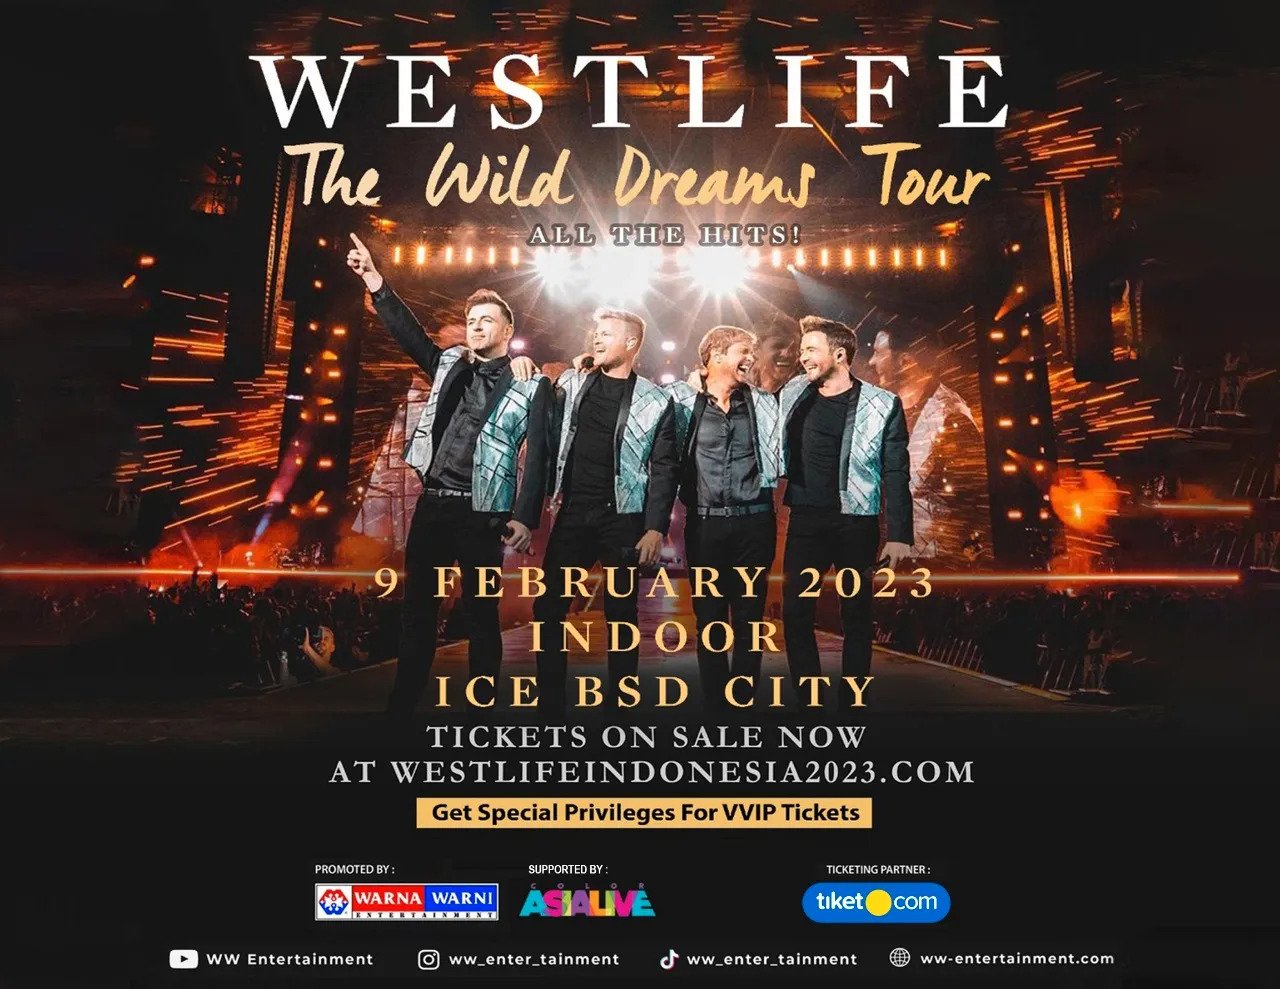 WESTLIFE
The Wild Dreams Tour
ALL THE HITS!
9 FEBRUARY 2023
INDOOR
ICE BSD CITY
TICKETS ON SALE NOW
AT WESTLIFEINDONESIA2023.COM
Get Special Privileges For VVIP Tickets
PROMOTED BY : SUPPORTED BY : TICKETING PARTNER :
WARNA WARNI
ENTERTAINMENT
COLOR
ASIALIVE
tiket.com
WW Entertainment ww_enter_tainment ww_enter_tainment ww-entertainment.com